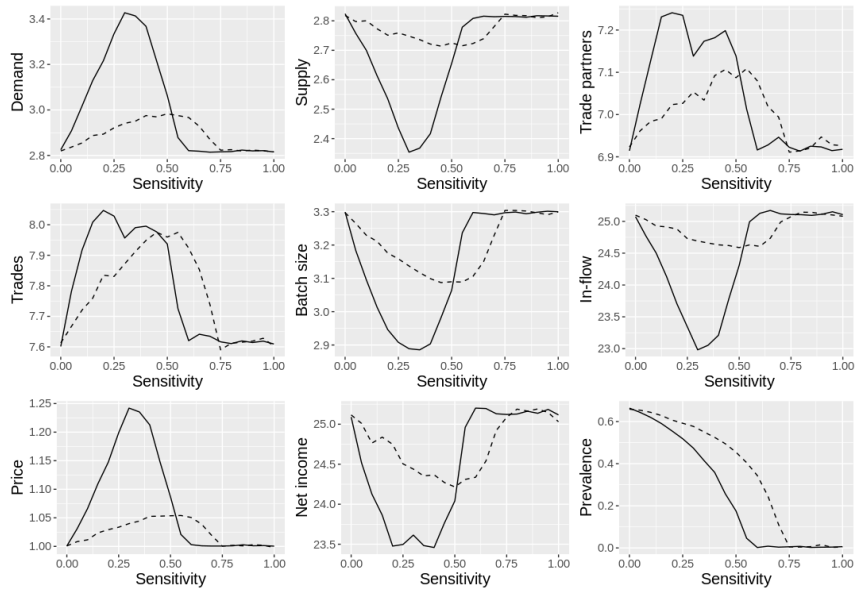 Demand
3.4
3.2
3.0
2.8
0.00 0.25 0.50 0.75 1.00
Sensitivity
Supply
2.8
2.7
2.6
2.5
2.4
0.00 0.25 0.50 0.75 1.00
Sensitivity
Trade partners
7.2
7.1
7.0
6.9
0.00 0.25 0.50 0.75 1.00
Sensitivity
Trades
8.0
7.9
7.8
7.7
7.6
0.00 0.25 0.50 0.75 1.00
Sensitivity
Batch size
3.3
3.2
3.1
3.0
2.9
0.00 0.25 0.50 0.75 1.00
Sensitivity
In-flow
25.0
24.5
24.0
23.5
23.0
0.00 0.25 0.50 0.75 1.00
Sensitivity
Price
1.25
1.20
1.15
1.10
1.05
1.00
0.00 0.25 0.50 0.75 1.00
Sensitivity
Net income
25.0
24.5
24.0
23.5
0.00 0.25 0.50 0.75 1.00
Sensitivity
Prevalence
0.6
0.4
0.2
0.0
0.00 0.25 0.50 0.75 1.00
Sensitivity